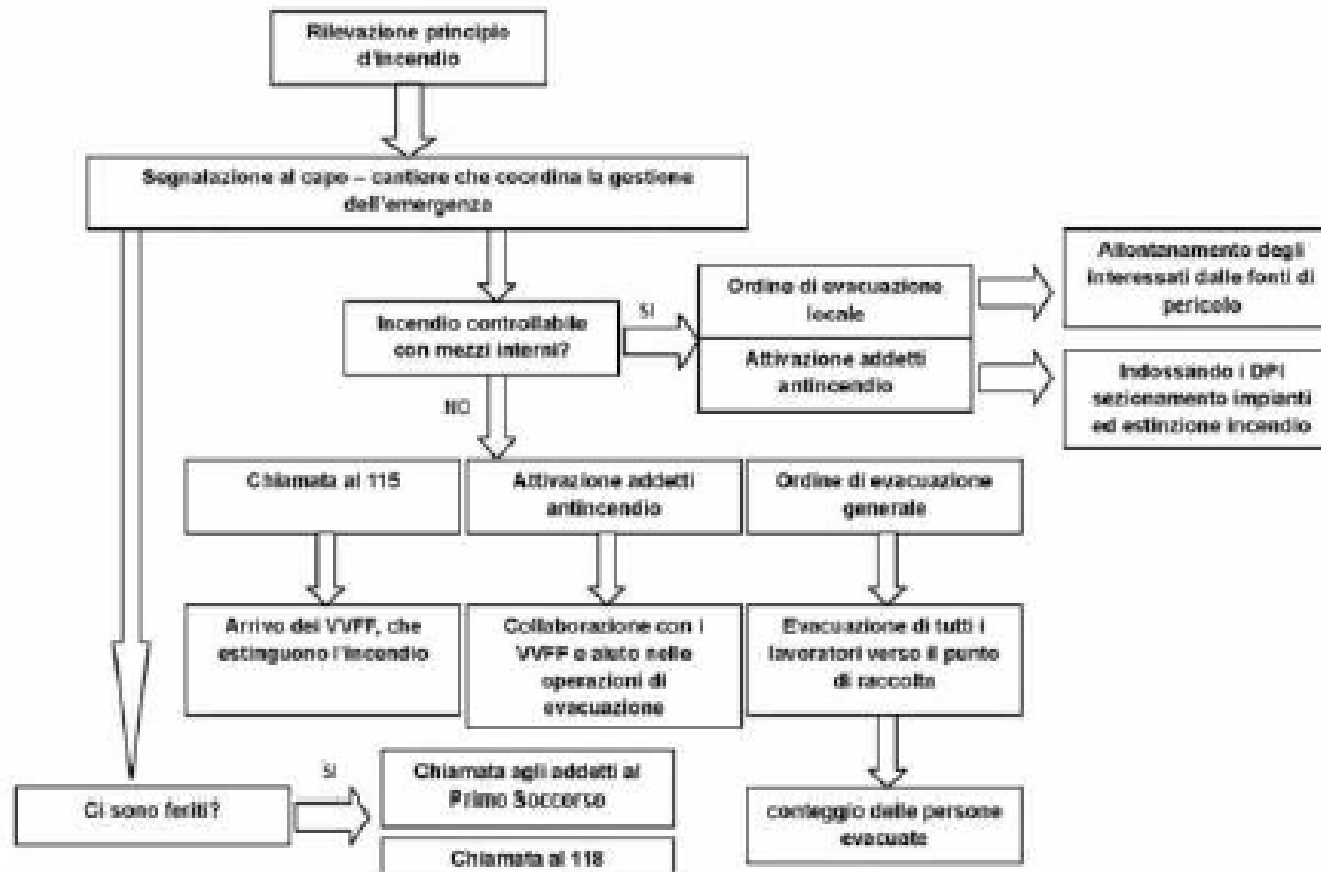 Rilevazione principio
d'incendio
Segnalazione al capo – cantiere che coordina la gestione
dell'emergenza
Incendio controllabile
con mezzi interni?
SI
Ordine di evacuazione
locale
Attivazione addetti
antincendio
Allontanamento degli
interessati dalle fonti di
pericolo
Indossando i DPI
sezionamento impianti
ed estinzione incendio
NO
Chiamata al 115
Attivazione addetti
antincendio
Ordine di evacuazione
generale
Arrivo dei VVFF, che
estinguono l'incendio
Collaborazione con i
VVFF e aiuto nelle
operazioni di
evacuazione
Evacuazione di tutti i
lavoratori verso il punto
di raccolta
Ci sono feriti?
SI
Chiamata agli addetti al
Primo Soccorso
Chiamata al 118
conteggio delle persone
evacuate